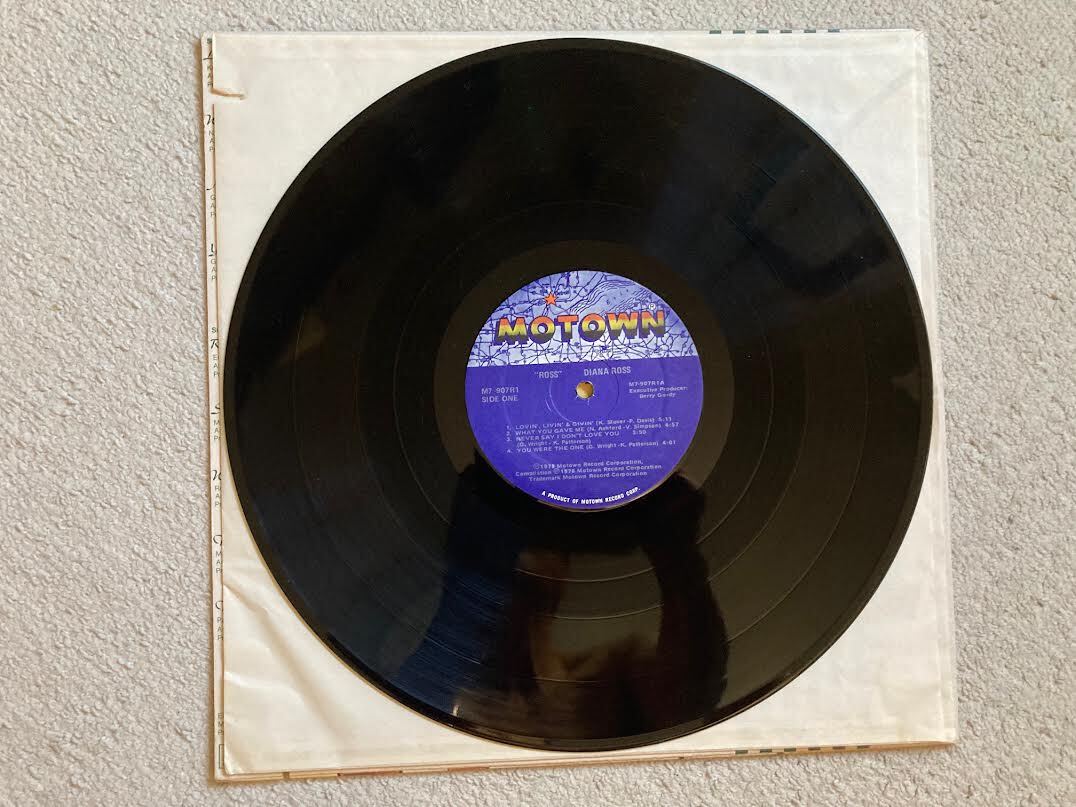 MOTOWN®
"ROSS" DIANA ROSS
M7-907R1
SIDE ONE
M7-907R1A
Executive Producer:
Berry Gordy
1. LOVIN', LIVIN' & GIVIN' (K. Stover-P. Davis) 5:11
2. WHAT YOU GAVE ME (N. Ashford-V. Simpson) 4:57
3. NEVER SAY I DON'T LOVE YOU 3:50
(G. Wright-K. Patterson)
4. YOU WERE THE ONE (G. Wright-K. Patterson) 4:01
Motown Record Corporation,
Compilation Motown Record Corporation
Trademark Motown Record Corporation
A PRODUCT OF MOTOWN RECORD CORP.